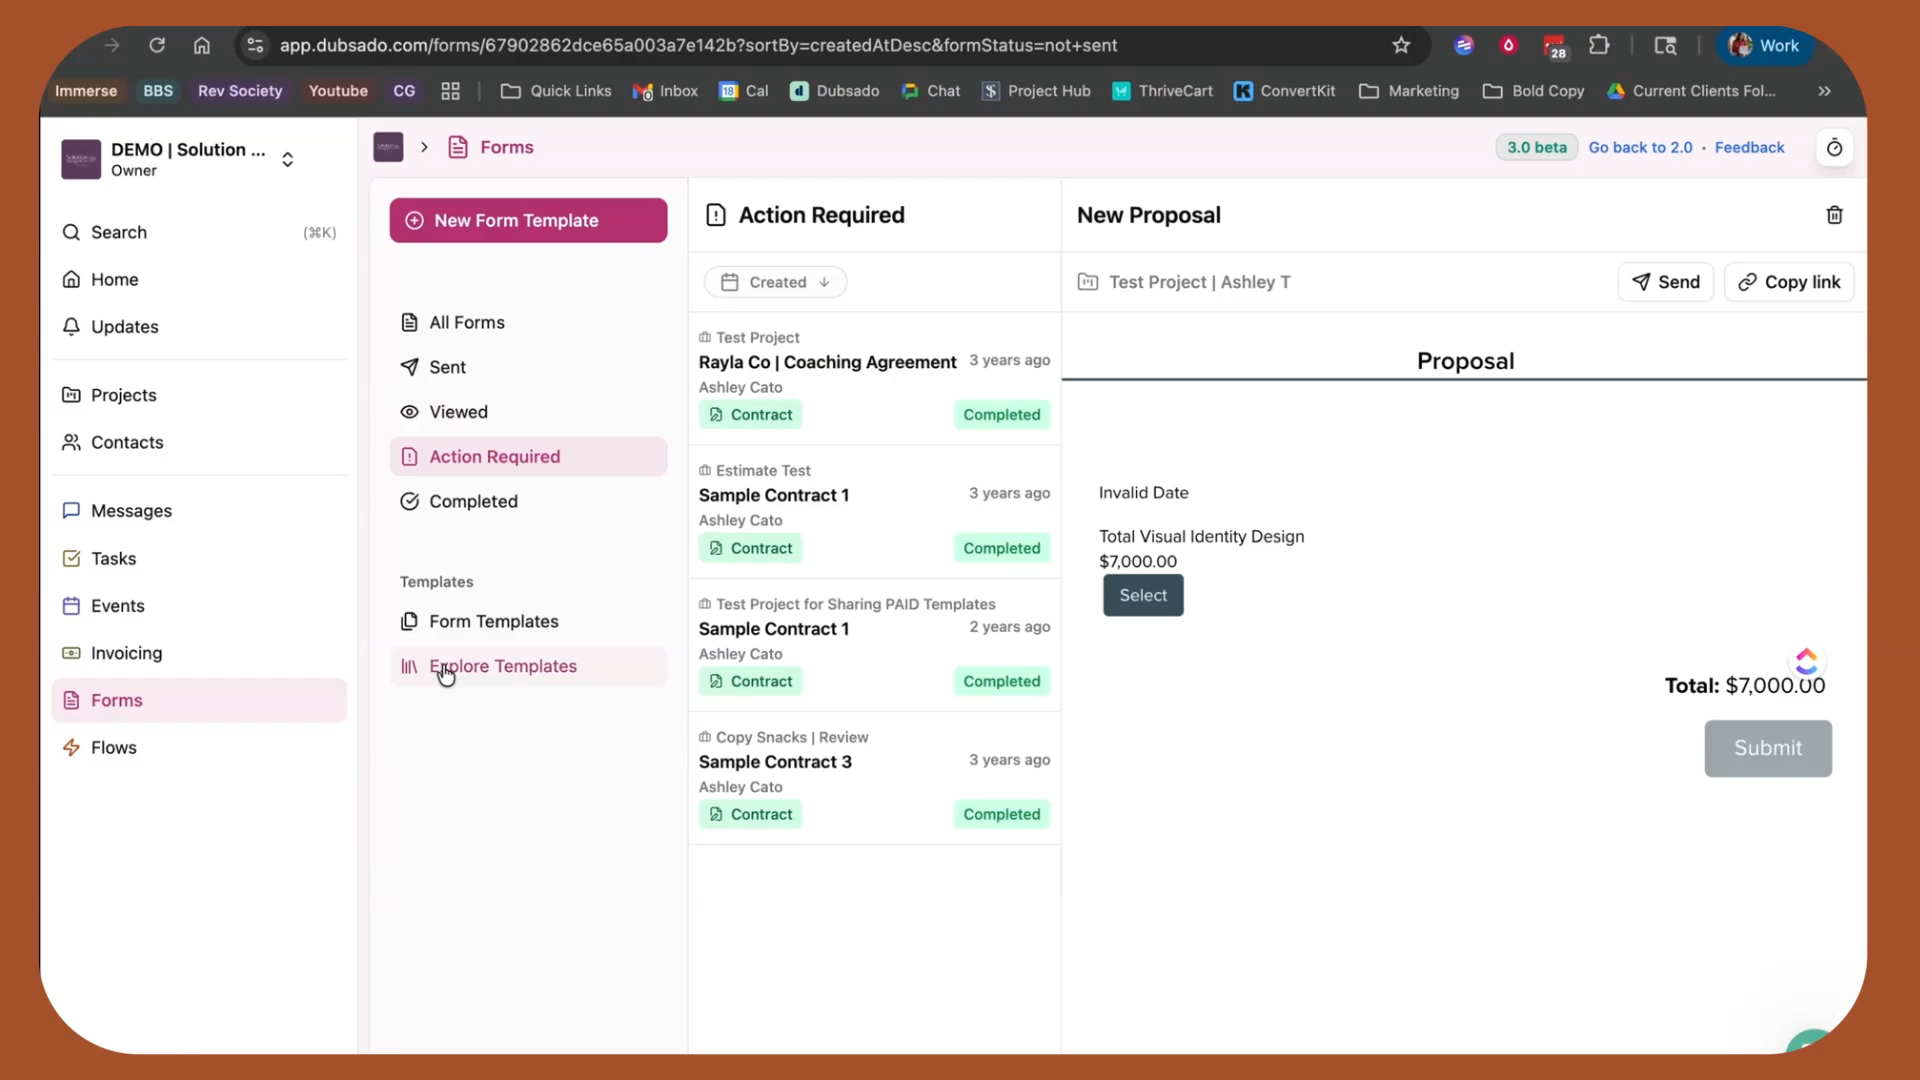 app.dubsado.com/forms/67902862dce65a003a7e142b?sortBy=createdAtDesc&formStatus=not+sent
28
Work
Immerse
BBS
Rev Society
Youtube
CG
Quick Links
Inbox
18
Cal
d
Dubsado
Chat
Project Hub
ThriveCart
ConvertKit
Marketing
Bold Copy
Current Clients Fol...
»
DEMO | Solution ...
Owner
Search
(⌘K)
Home
Updates
Projects
Contacts
Messages
Tasks
Events
Invoicing
Forms
Flows
Forms
3.0 beta
Go back to 2.0 · Feedback
New Form Template
All Forms
Sent
Viewed
Action Required
Completed
Templates
Form Templates
Explore Templates
Action Required
Created ↓
Test Project
Rayla Co | Coaching Agreement
3 years ago
Ashley Cato
Contract
Completed
Estimate Test
Sample Contract 1
3 years ago
Ashley Cato
Contract
Completed
Test Project for Sharing PAID Templates
Sample Contract 1
2 years ago
Ashley Cato
Contract
Completed
Copy Snacks | Review
Sample Contract 3
3 years ago
Ashley Cato
Contract
Completed
New Proposal
Test Project | Ashley T
Send
Copy link
Proposal
Invalid Date
Total Visual Identity Design
$7,000.00
Select
Total: $7,000.00
Submit